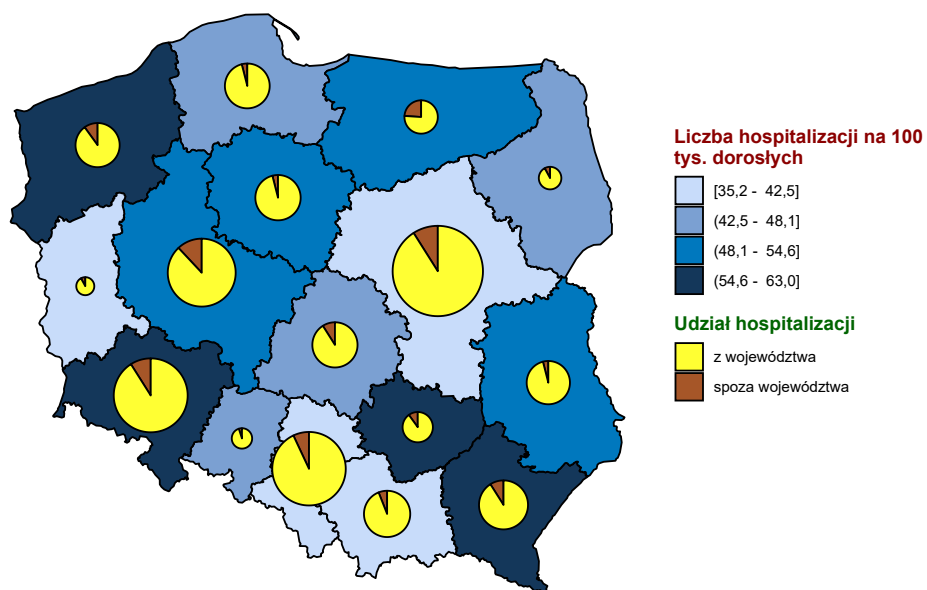 Liczba hospitalizacji na 100
tys. dorosłych
[35,2 - 42,5]
(42,5 - 48,1]
(48,1 - 54,6]
(54,6 - 63,0]
Udział hospitalizacji
z województwa
spoza województwa